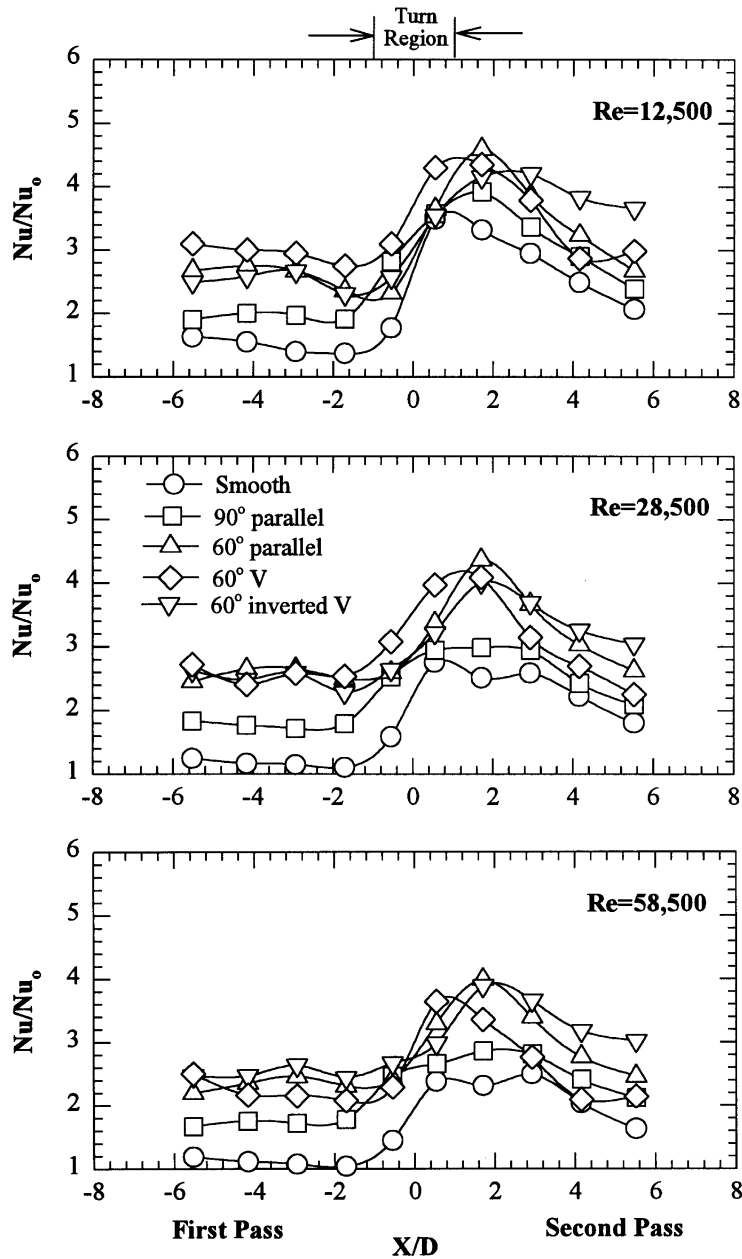 Turn
Region
6
5
4
3
2
1
Nu/Nuo
Re=12,500
-8 -6 -4 -2 0 2 4 6 8
6
5
4
3
2
1
Nu/Nuo
Smooth
90° parallel
60° parallel
60° V
60° inverted V
Re=28,500
-8 -6 -4 -2 0 2 4 6 8
6
5
4
3
2
1
Nu/Nuo
Re=58,500
-8 -6 -4 -2 0 2 4 6 8
First Pass
X/D
Second Pass